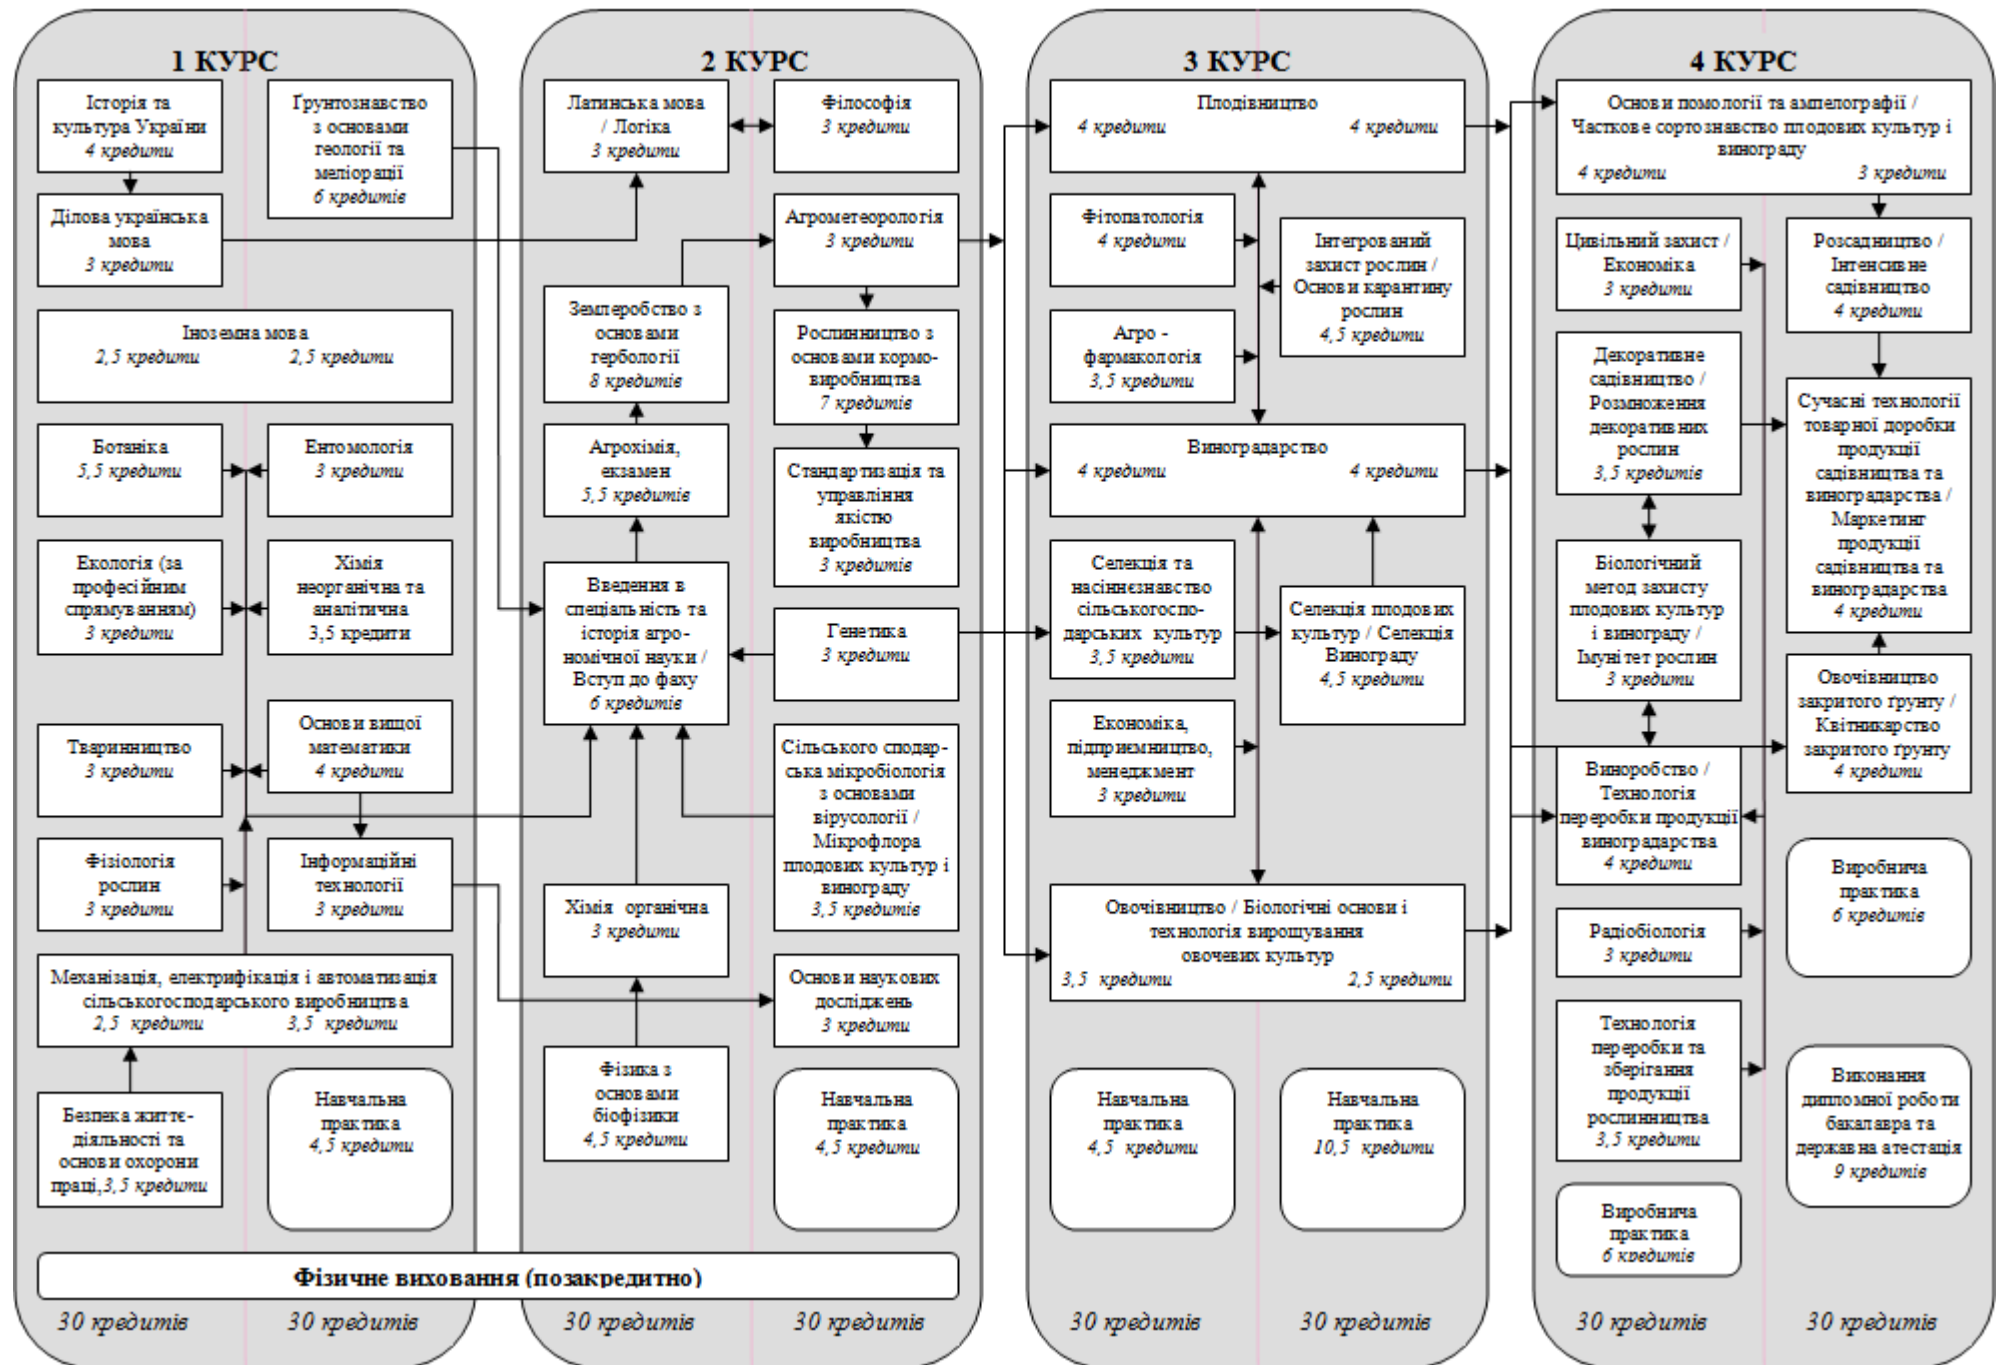 1 КУРС
Історія та
культура України
4 кредити
Ґрунтознавство
з основами
геології та
меліорації
6 кредитів
Ділова українська
мова
3 кредити
Іноземна мова
2,5 кредити 2,5 кредити
Ботаніка
5,5 кредити
Ентомологія
3 кредити
Екологія (за
професійним
спрямуванням)
3 кредити
Хімія
неорганічна та
аналітична
3,5 кредити
Тваринництво
3 кредити
Основи вищої
математики
4 кредити
Фізіологія
рослин
3 кредити
Інформаційні
технології
3 кредити
Механізація, електрифікація і автоматизація
сільськогосподарського виробництва
2,5 кредити 3,5 кредити
Безпека життє-
діяльності та
основи охорони
праці,3,5 кредити
Навчальна
практика
4,5 кредити
2 КУРС
Латинська мова
/ Логіка
3 кредити
Філософія
3 кредити
Агрометеорологія
3 кредити
Землеробство з
основами
гербології
8 кредитів
Рослинництво з
основами кормо-
виробництва
7 кредитів
Агрохімія,
екзамен
5,5 кредитів
Стандартизація та
управління
якістю
виробництва
3 кредити
Введення в
спеціальність та
історія агро-
номічної науки /
Вступ до фаху
6 кредитів
Генетика
3 кредити
Сільського сподар-
ська мікробіологія
з основами
вірусології /
Мікрофлора
плодових культур і
винограду
3,5 кредитів
Хімія органічна
3 кредити
Основи наукових
досліджень
3 кредити
Фізика з
основами
біофізики
4,5 кредити
Навчальна
практика
4,5 кредити
Фізичне виховання (позакредитно)
3 КУРС
Плодівництво
4 кредити 4 кредити
Фітопатологія
4 кредити
Інтегрований
захист рослин /
Основи карантину
рослин
4,5 кредити
Агро -
фармакологія
3,5 кредити
Виноградарство
4 кредити 4 кредити
Селекція та
насіннєзнавство
сільськогоспо-
дарських культур
3,5 кредити
Селекція плодових
культур / Селекція
Винограду
4,5 кредити
Економіка,
підприємництво,
менеджмент
3 кредити
Овочівництво / Біологічні основи і
технологія вирощування
овочевих культур
3,5 кредити 2,5 кредити
Навчальна
практика
4,5 кредити
Навчальна
практика
10,5 кредити
4 КУРС
Основи помології та ампелографії /
Часткове сортознавство плодових культур і
винограду
4 кредити 3 кредити
Цивільний захист /
Економіка
3 кредити
Розсадництво /
Інтенсивне
садівництво
4 кредити
Декоративне
садівництво /
Розмноження
декоративних
рослин
3,5 кредитів
Сучасні технології
товарної доробки
продукції
садівництва та
виноградарства /
Маркетинг
продукції
садівництва та
виноградарства
4 кредити
Біологічний
метод захисту
плодових культур
і винограду /
Імунітет рослин
3 кредити
Овочівництво
закритого ґрунту /
Квітникарство
закритого ґрунту
4 кредити
Виноробство /
Технологія
переробки продукції
виноградарства
4 кредити
Виробнича
практика
6 кредитів
Радіобіологія
3 кредити
Технологія
переробки та
зберігання
продукції
рослинництва
3,5 кредити
Виконання
дипломної роботи
бакалавра та
державна атестація
9 кредитів
Виробнича
практика
6 кредитів
30 кредитів 30 кредитів 30 кредитів 30 кредитів 30 кредитів 30 кредитів 30 кредитів 30 кредитів